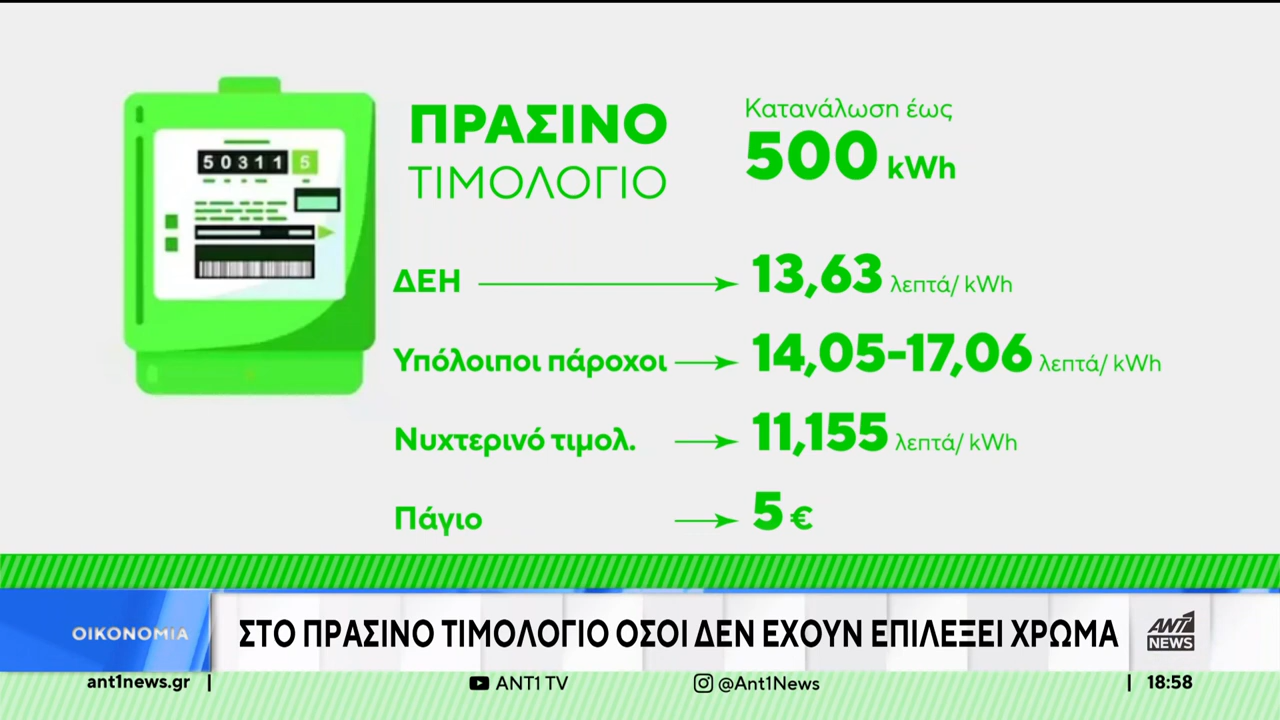 ΠΡΑΣΙΝΟ
ΤΙΜΟΛΟΓΙΟ
Κατανάλωση έως
500 kWh
50311 5
ΔΕΗ 13,63 λεπτά/ kWh
Υπόλοιποι πάροχοι 14,05-17,06 λεπτά/ kWh
Νυχτερινό τιμολ. 11,155 λεπτά/ kWh
Πάγιο 5 €
ΟΙΚΟΝΟΜΙΑ
ΣΤΟ ΠΡΑΣΙΝΟ ΤΙΜΟΛΟΓΙΟ ΟΣΟΙ ΔΕΝ ΕΧΟΥΝ ΕΠΙΛΕΞΕΙ ΧΡΩΜΑ
ΑΝΤ1
NEWS
ant1news.gr | ANT1 TV @Ant1News | 18:58